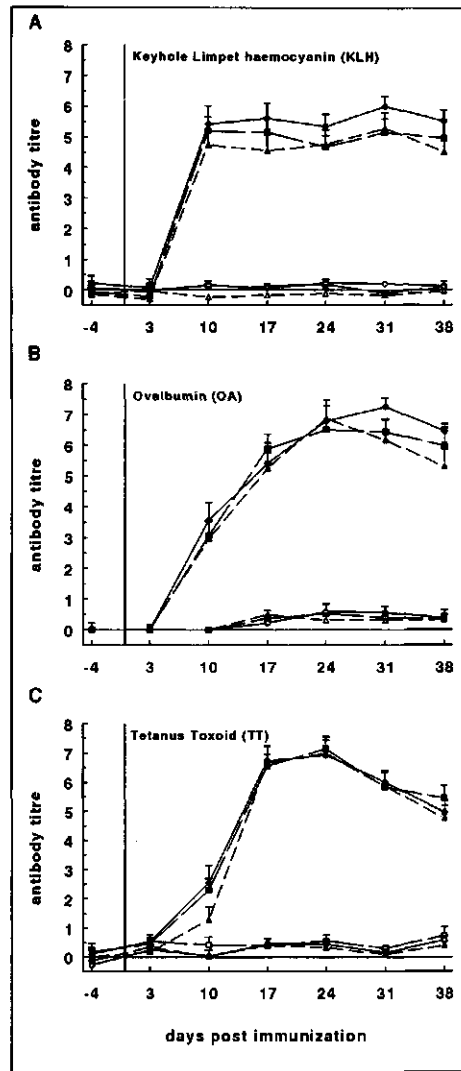 A
Keyhole Limpet haemocyanin (KLH)
antibody titre
8
7
6
5
4
3
2
1
0
-4 3 10 17 24 31 38
B
Ovalbumin (OA)
antibody titre
8
7
6
5
4
3
2
1
0
-4 3 10 17 24 31 38
C
Tetanus Toxoid (TT)
antibody titre
8
7
6
5
4
3
2
1
0
-4 3 10 17 24 31 38
days post immunization